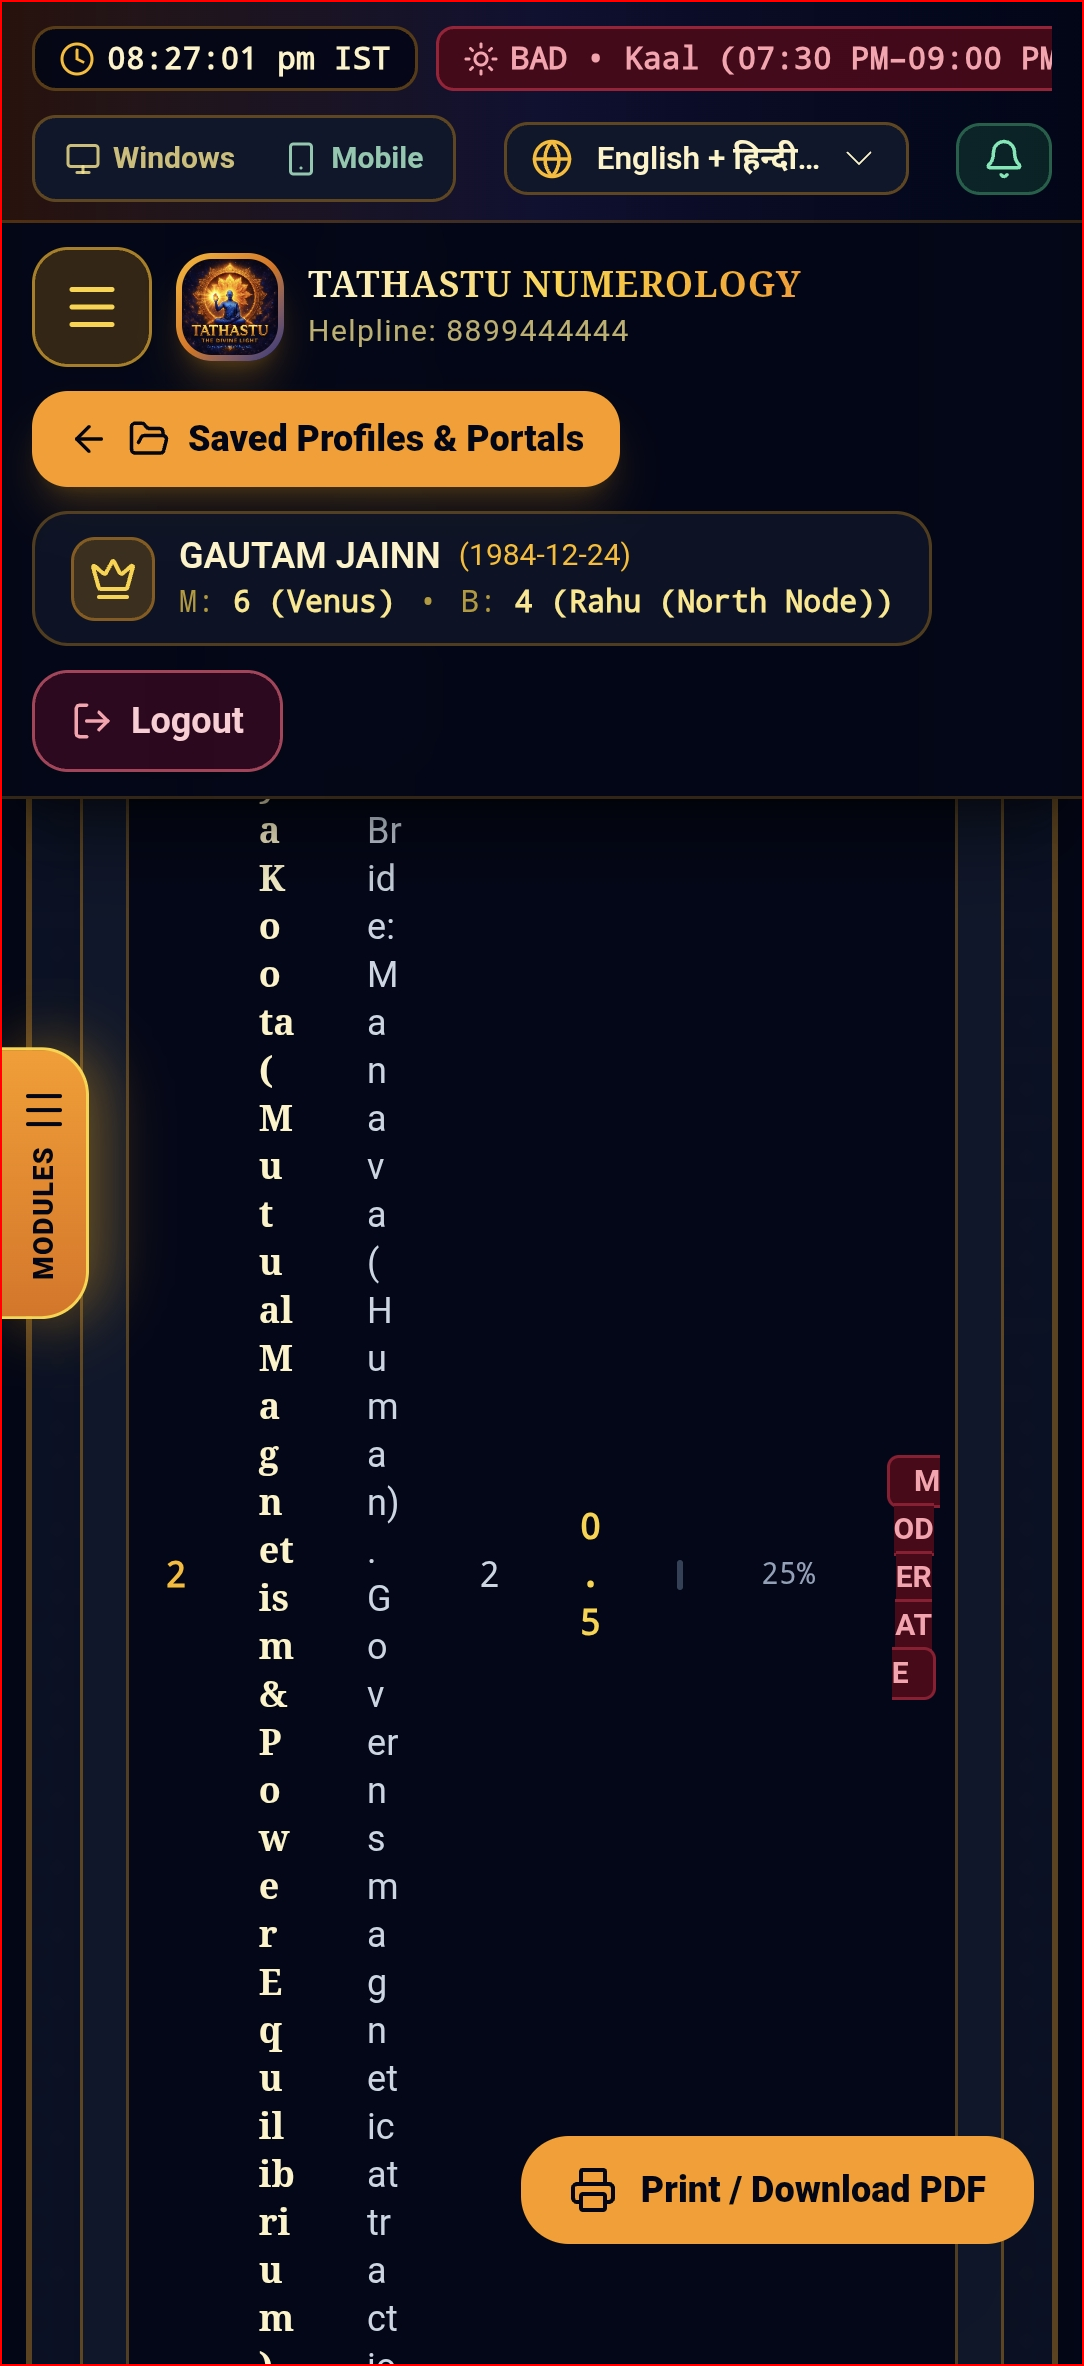 08:27:01 pm IST
BAD • Kaal (07:30 PM–09:00 PM
Windows
Mobile
English + हिन्दी...
TATHASTU
THE DIVINE LIGHT
TATHASTU NUMEROLOGY
Helpline: 8899444444
Saved Profiles & Portals
GAUTAM JAINN (1984-12-24)
M: 6 (Venus) • B: 4 (Rahu (North Node))
Logout
MODULES
2
a
K
o
o
ta
(
M
u
t
u
al
M
a
g
n
et
is
m
&
P
o
w
e
r
E
q
u
il
ib
ri
u
m
)
Br
id
e:
M
a
n
a
v
a
(
H
u
m
a
n)
.
G
o
v
er
n
s
m
a
g
n
et
ic
at
tr
a
ct
2
0
.
5
25%
M
OD
ER
AT
E
Print / Download PDF